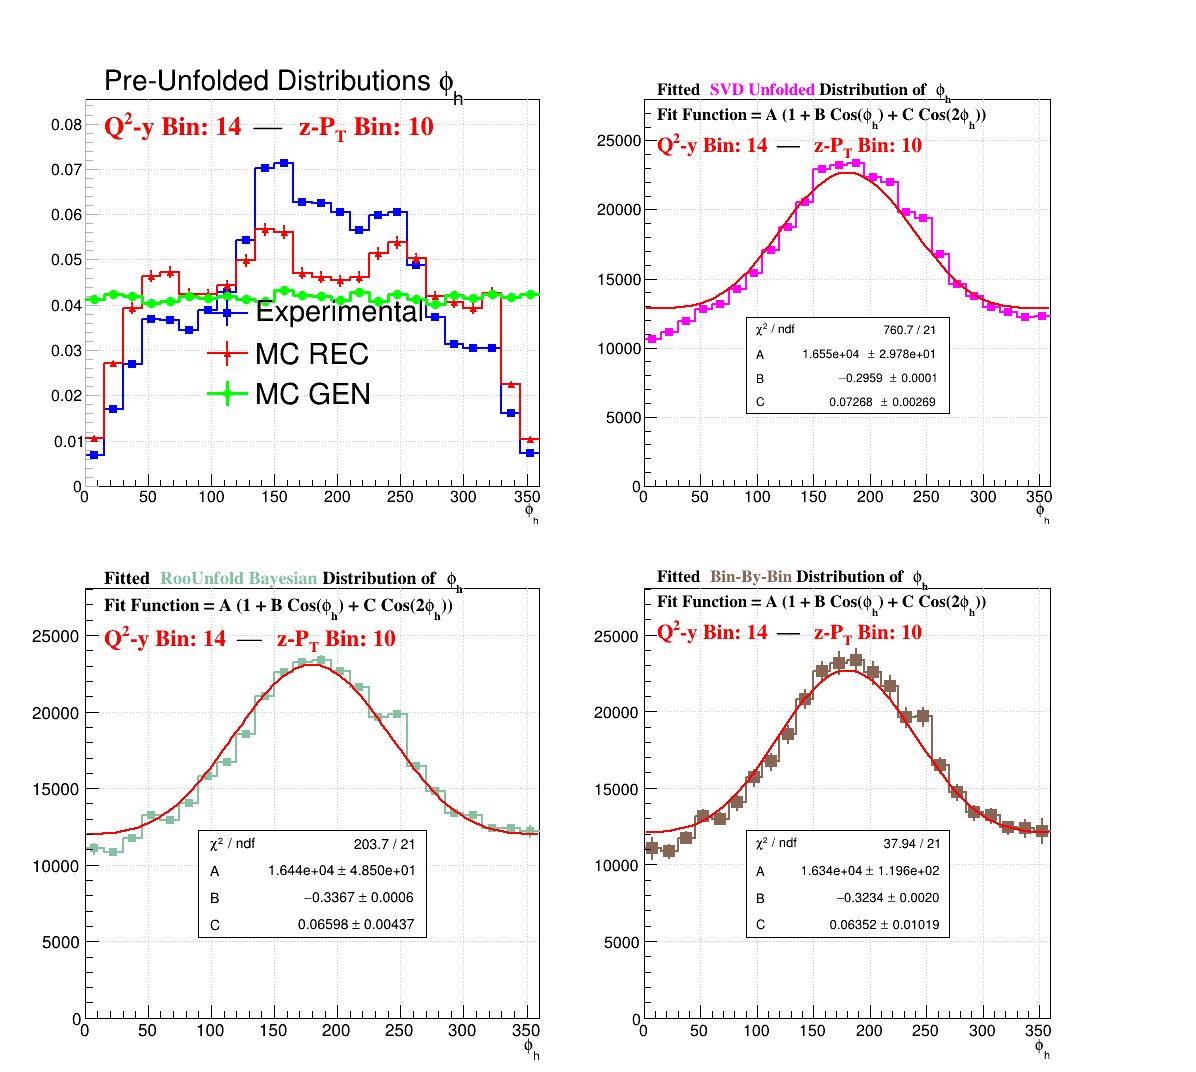 Pre-Unfolded Distributions ϕh
Q2-y Bin: 14 — z-PT Bin: 10
0.08
0.07
0.06
0.05
0.04
0.03
0.02
0.01
0
Experimental
MC REC
MC GEN
0 50 100 150 200 250 300 350
ϕh
Fitted SVD Unfolded Distribution of ϕh
Fit Function = A (1 + B Cos(ϕh) + C Cos(2ϕh))
Q2-y Bin: 14 — z-PT Bin: 10
25000
20000
15000
10000
5000
0
χ2 / ndf 760.7 / 21
A 1.655e+04 ± 2.978e+01
B −0.2959 ± 0.0001
C 0.07268 ± 0.00269
0 50 100 150 200 250 300 350
ϕh
Fitted RooUnfold Bayesian Distribution of ϕh
Fit Function = A (1 + B Cos(ϕh) + C Cos(2ϕh))
Q2-y Bin: 14 — z-PT Bin: 10
25000
20000
15000
10000
5000
0
χ2 / ndf 203.7 / 21
A 1.644e+04 ± 4.850e+01
B −0.3367 ± 0.0006
C 0.06598 ± 0.00437
0 50 100 150 200 250 300 350
ϕh
Fitted Bin-By-Bin Distribution of ϕh
Fit Function = A (1 + B Cos(ϕh) + C Cos(2ϕh))
Q2-y Bin: 14 — z-PT Bin: 10
25000
20000
15000
10000
5000
0
χ2 / ndf 37.94 / 21
A 1.634e+04 ± 1.196e+02
B −0.3234 ± 0.0020
C 0.06352 ± 0.01019
0 50 100 150 200 250 300 350
ϕh